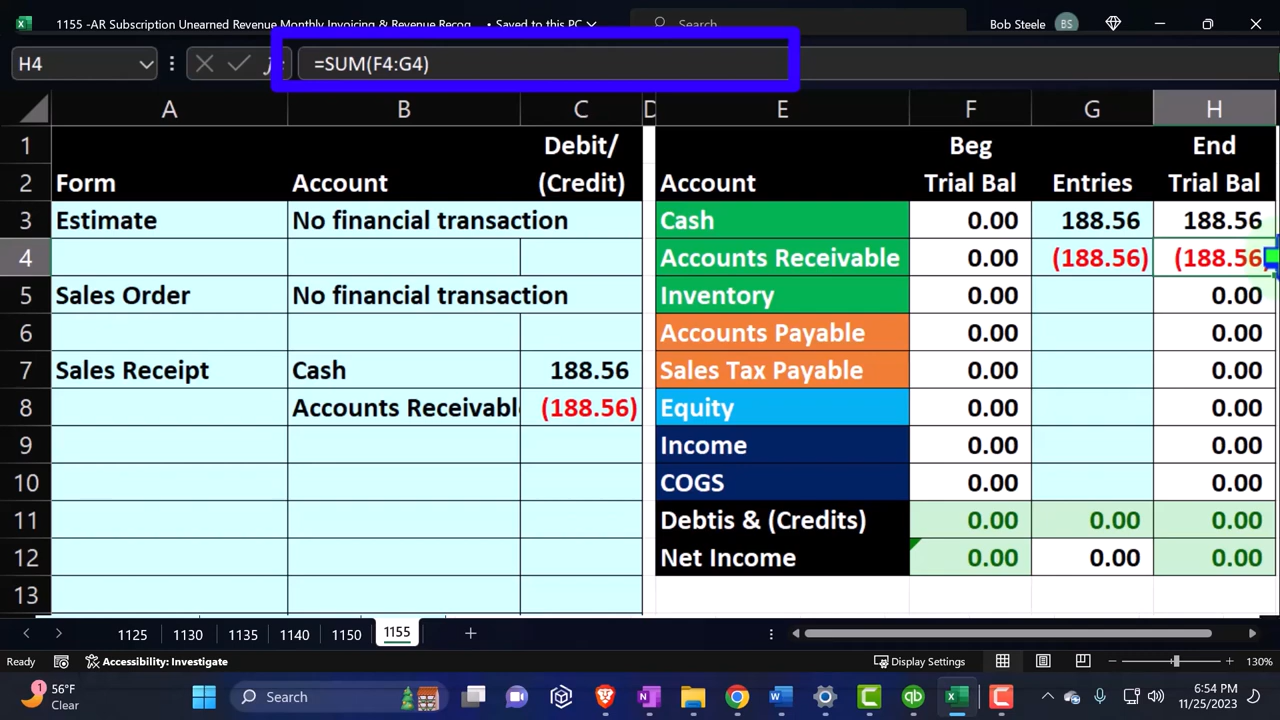 1155 -AR Subscription Unearned Revenue Monthly Invoicing & Revenue Recog... • Saved to this PC
Search
Bob Steele BS
H4 =SUM(F4:G4)
A B C D E F G H
1 Debit/ Beg End
2 Form Account (Credit) Account Trial Bal Entries Trial Bal
3 Estimate No financial transaction Cash 0.00 188.56 188.56
4 Accounts Receivable 0.00 (188.56) (188.56
5 Sales Order No financial transaction Inventory 0.00 0.00
6 Accounts Payable 0.00 0.00
7 Sales Receipt Cash 188.56 Sales Tax Payable 0.00 0.00
8 Accounts Receivabl (188.56) Equity 0.00 0.00
9 Income 0.00 0.00
10 COGS 0.00 0.00
11 Debtis & (Credits) 0.00 0.00 0.00
12 Net Income 0.00 0.00 0.00
13
1125 1130 1135 1140 1150 1155
Ready Accessibility: Investigate Display Settings 130%
1 56°F Clear
Search
6:54 PM
11/25/2023